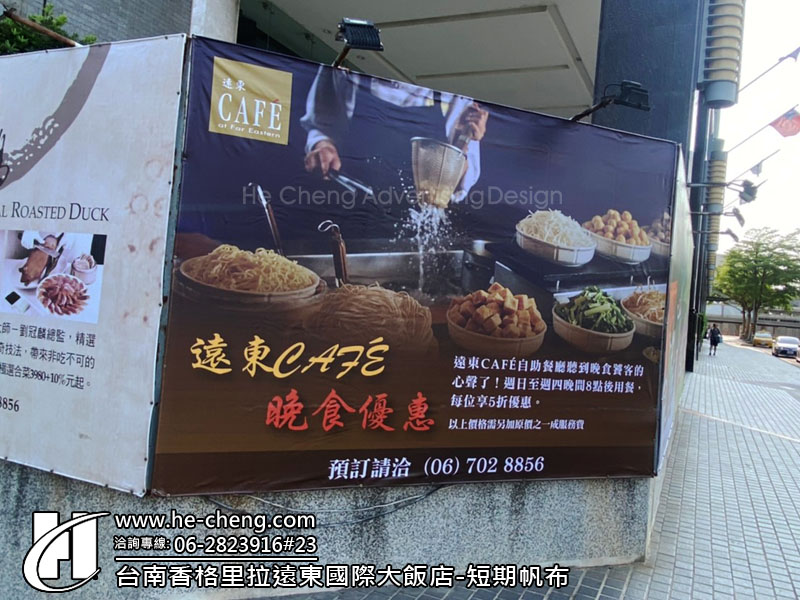 AL ROASTED DUCK
大師－劉冠麟總監，精選
奇技法，帶來非吃不可的
極選合菜3980+10%元起。
8856
遠東
CAFÉ
at Far Eastern
He Cheng Advertising Design
遠東CAFÉ
晚食優惠
遠東CAFÉ自助餐廳聽到晚食饕客的
心聲了！週日至週四晚間8點後用餐，
每位享5折優惠。
以上價格需另加原價之一成服務費
預訂請洽 (06) 702 8856
H
www.he-cheng.com
洽詢專線: 06-2823916#23
台南香格里拉遠東國際大飯店-短期帆布